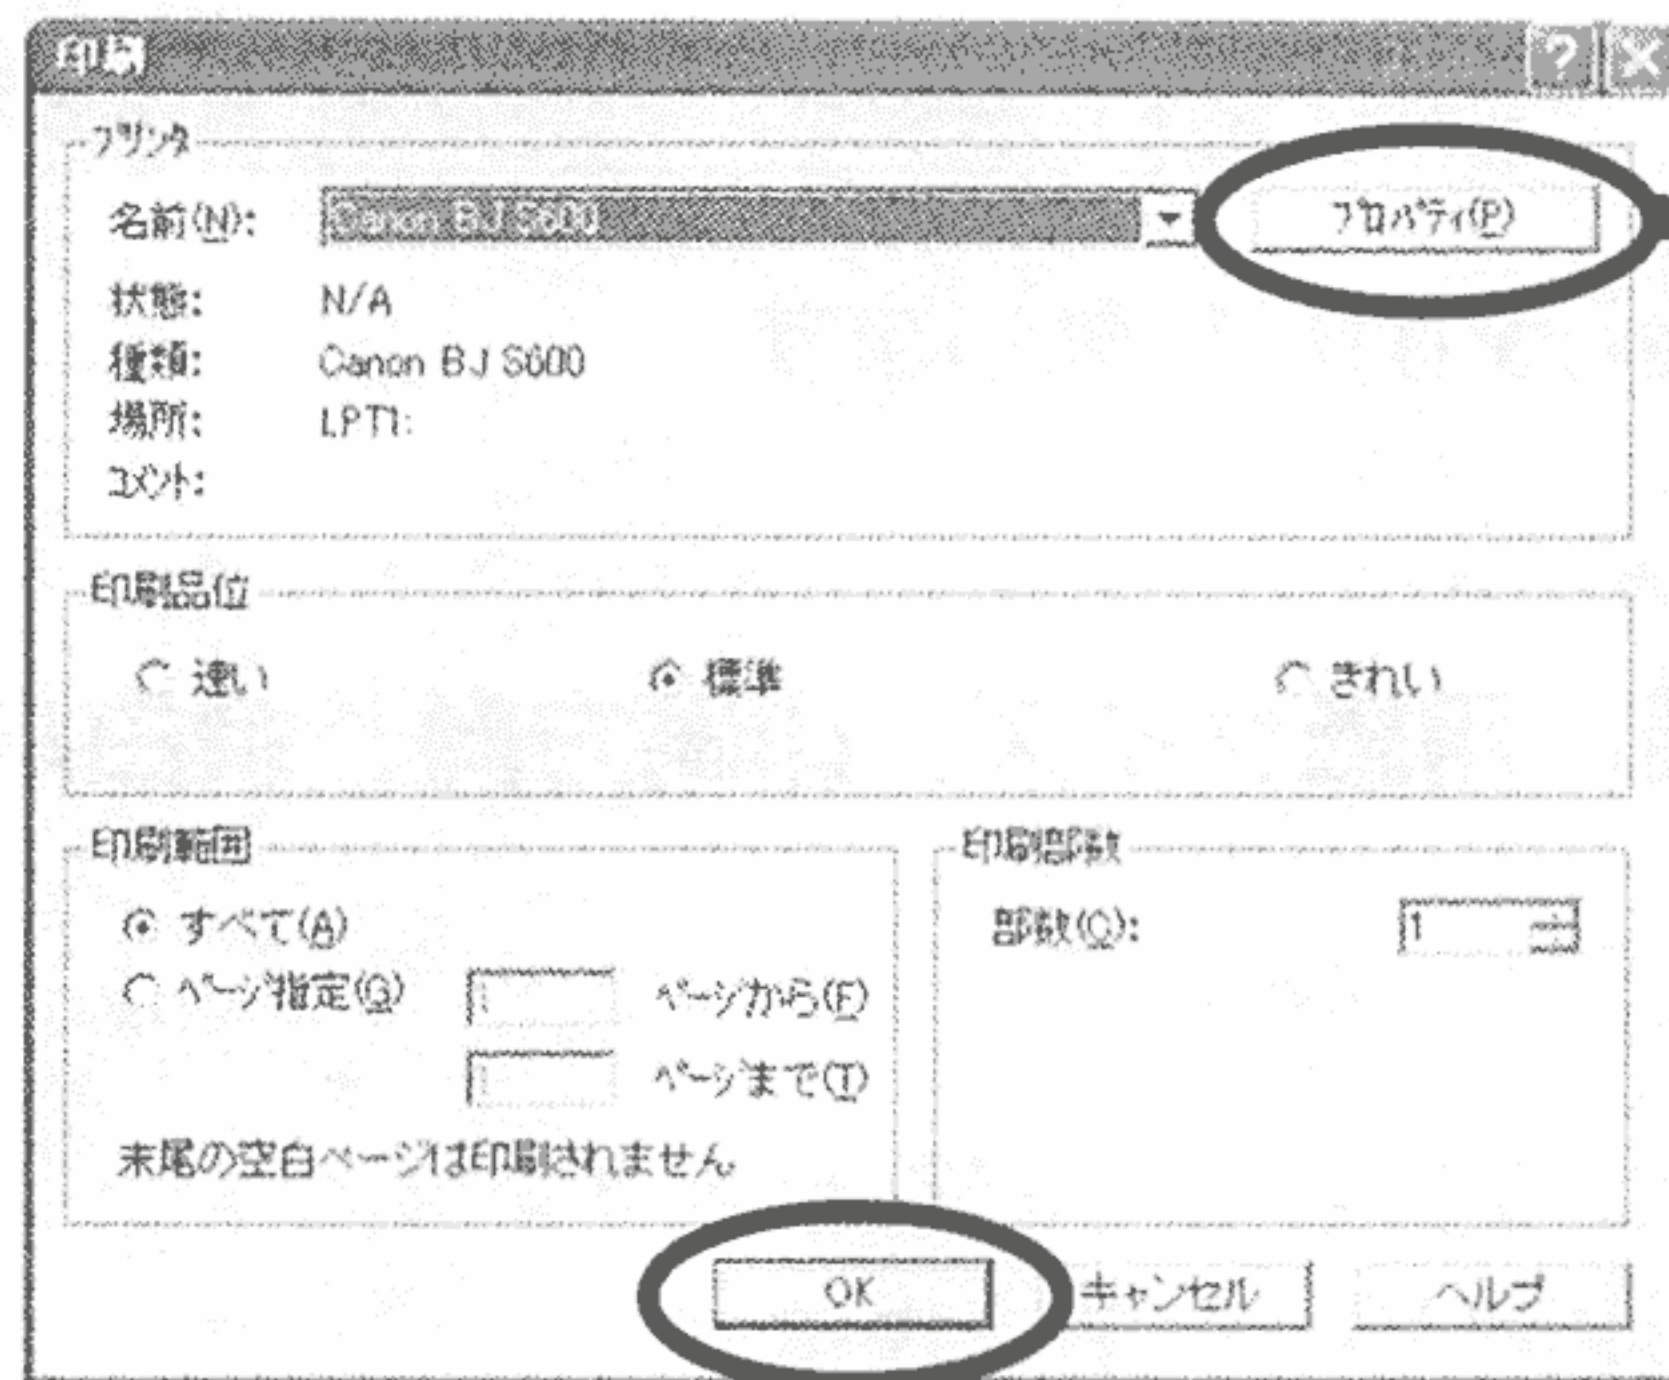 印刷
プリンタ
名前(N): Canon BJ S600 プロパティ(P)
状態: N/A
種類: Canon BJ S600
場所: LPT1:
コメント:
印刷品位
速い 標準 きれい
印刷範囲
すべて(A)
ページ指定(G) 1 ページから(F)
1 ページまで(T)
末尾の空白ページは印刷されません
印刷部数
部数(C): 1
OK キャンセル ヘルプ